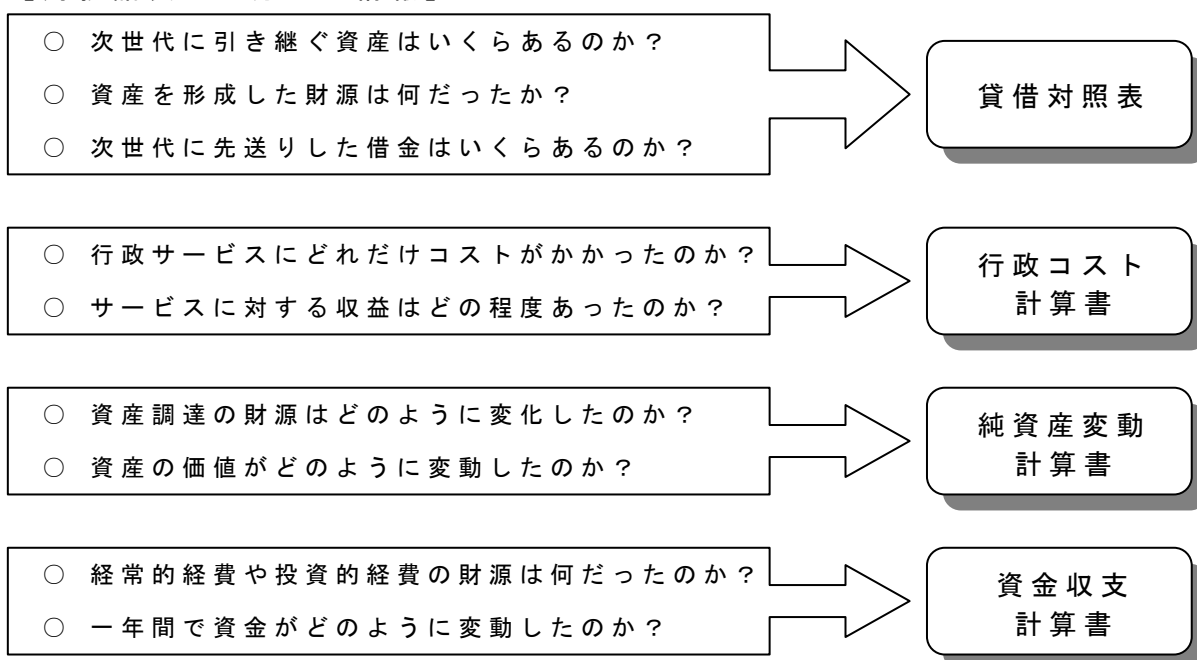 ○ 次世代に引き継ぐ資産はいくらあるのか？
○ 資産を形成した財源は何だったか？
○ 次世代に先送りした借金はいくらあるのか？
貸借対照表
○ 行政サービスにどれだけコストがかかったのか？
○ サービスに対する収益はどの程度あったのか？
行政コスト
計算書
○ 資産調達の財源はどのように変化したのか？
○ 資産の価値がどのように変動したのか？
純資産変動
計算書
○ 経常的経費や投資的経費の財源は何だったのか？
○ 一年間で資金がどのように変動したのか？
資金収支
計算書